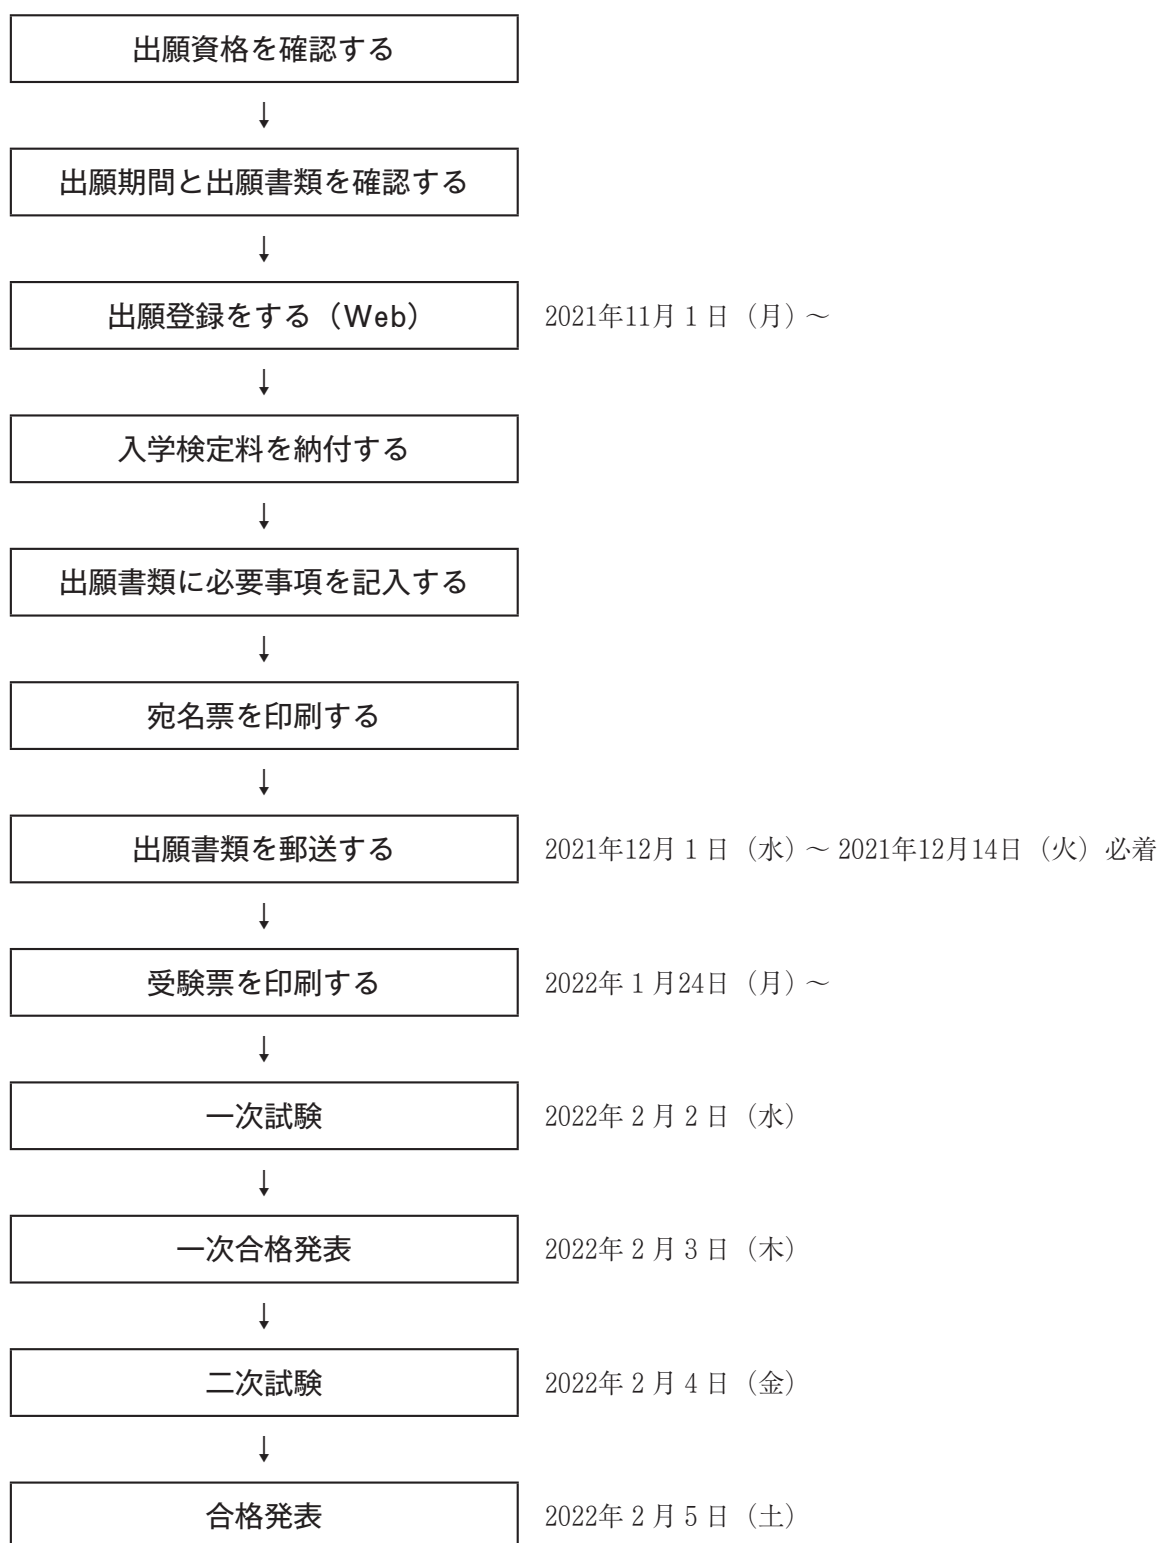 出願資格を確認する
↓
出願期間と出願書類を確認する
↓
出願登録をする（Web） 2021年11月1日（月）～
↓
入学検定料を納付する
↓
出願書類に必要事項を記入する
↓
宛名票を印刷する
↓
出願書類を郵送する 2021年12月1日（水）～2021年12月14日（火）必着
↓
受験票を印刷する 2022年1月24日（月）～
↓
一次試験 2022年2月2日（水）
↓
一次合格発表 2022年2月3日（木）
↓
二次試験 2022年2月4日（金）
↓
合格発表 2022年2月5日（土）